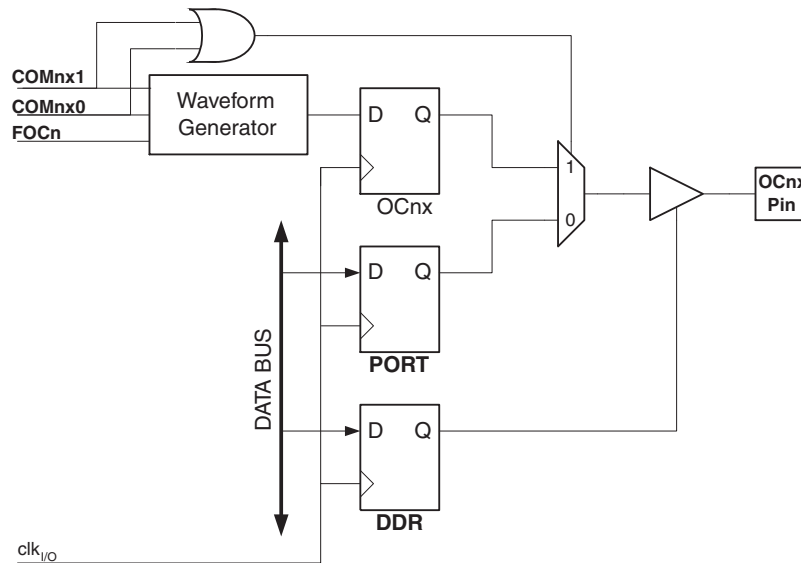 COMnx1
COMnx0
FOCn
Waveform
Generator
D Q
OCnx
1
0
OCnx
Pin
D Q
PORT
DATA BUS
D Q
DDR
clkI/O